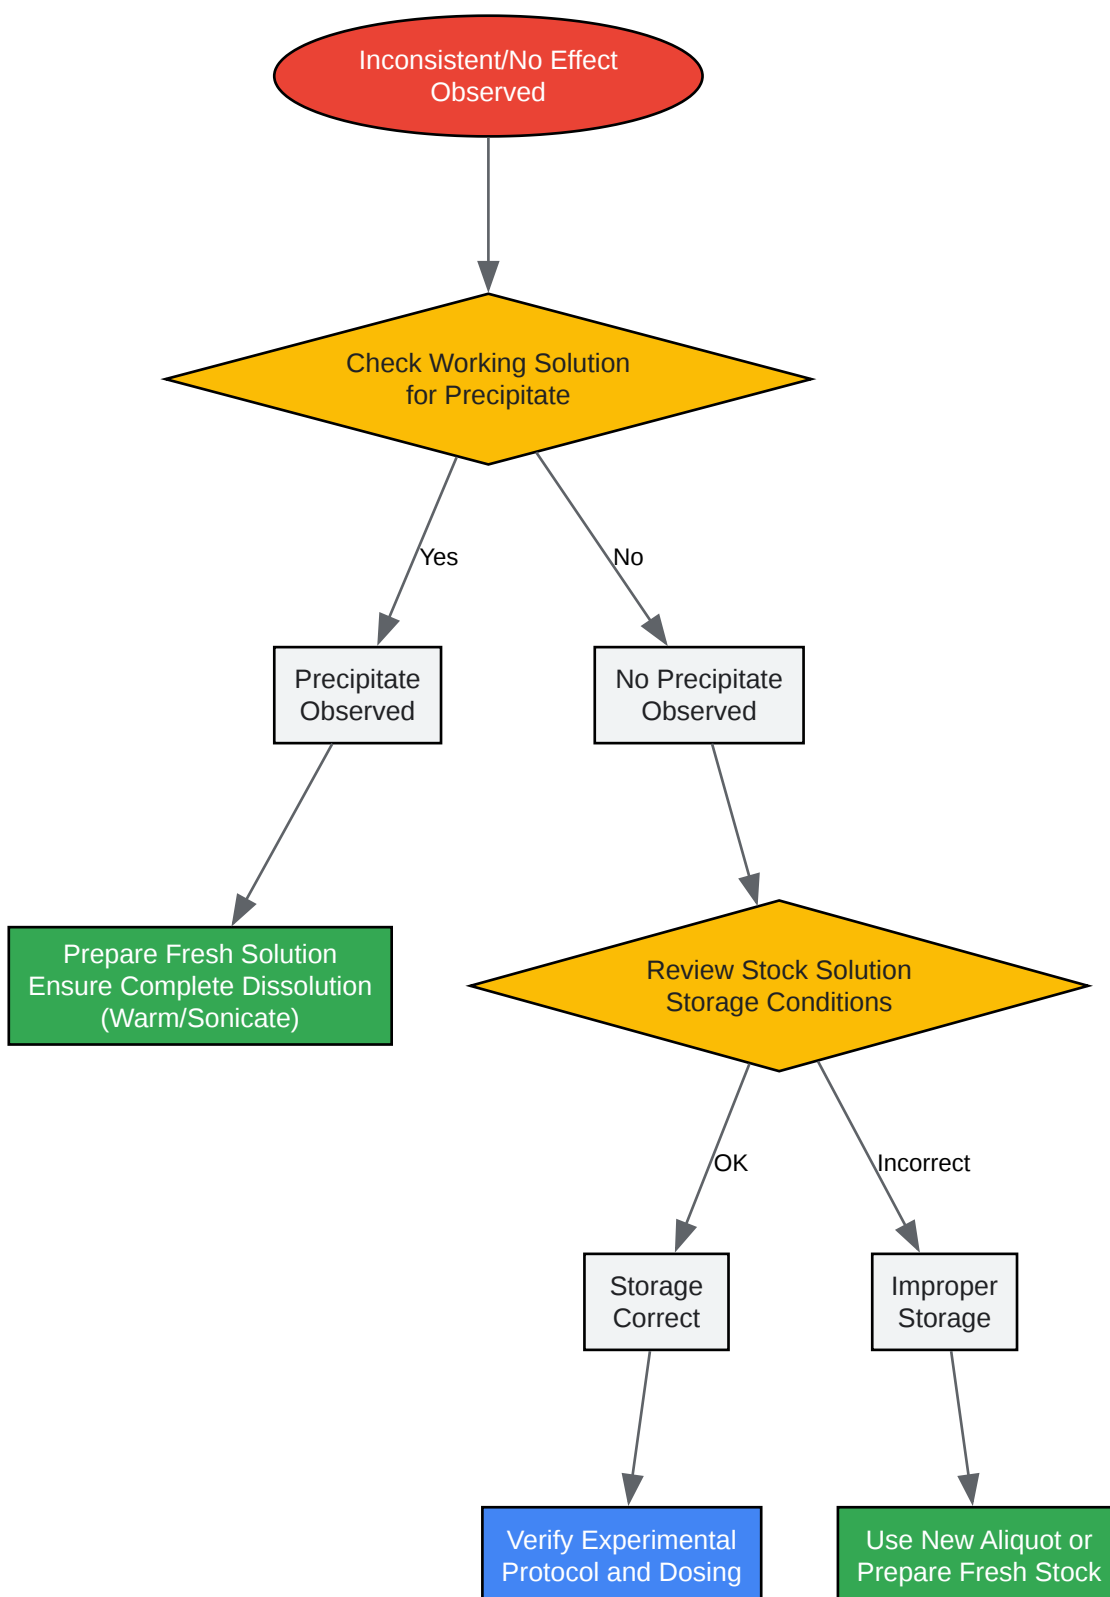 Inconsistent/No Effect
Observed
Check Working Solution
for Precipitate
Yes
No
Precipitate
Observed
No Precipitate
Observed
Prepare Fresh Solution
Ensure Complete Dissolution
(Warm/Sonicate)
Review Stock Solution
Storage Conditions
OK
Incorrect
Storage
Correct
Improper
Storage
Verify Experimental
Protocol and Dosing
Use New Aliquot or
Prepare Fresh Stock